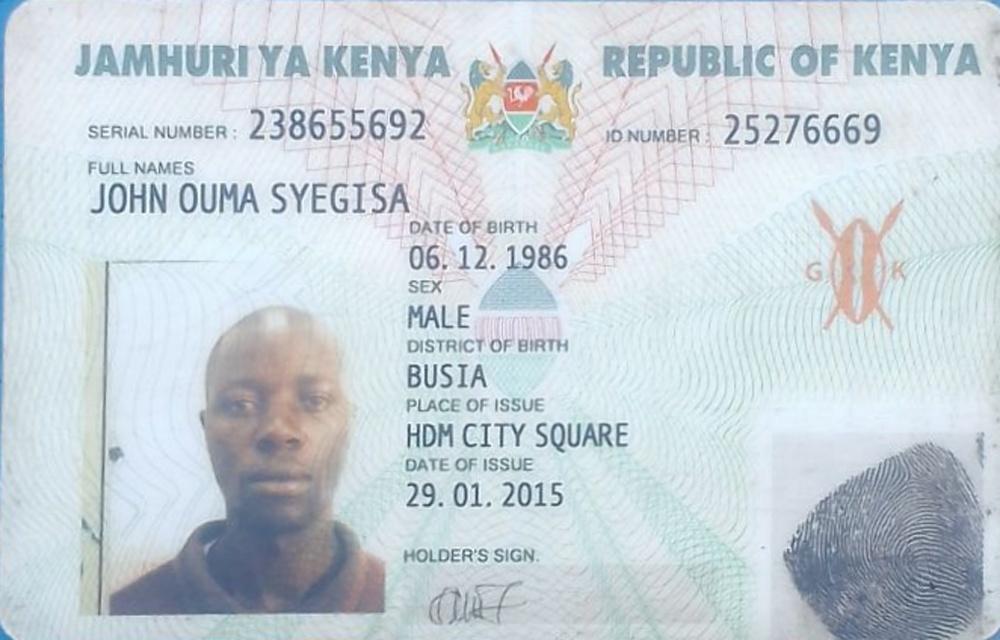 JAMHURI YA KENYA REPUBLIC OF KENYA
SERIAL NUMBER : 238655692 ID NUMBER : 25276669
FULL NAMES
JOHN OUMA SYEGISA
DATE OF BIRTH
06. 12. 1986
SEX
MALE
DISTRICT OF BIRTH
BUSIA
PLACE OF ISSUE
HDM CITY SQUARE
DATE OF ISSUE
29. 01. 2015
HOLDER'S SIGN.
G K